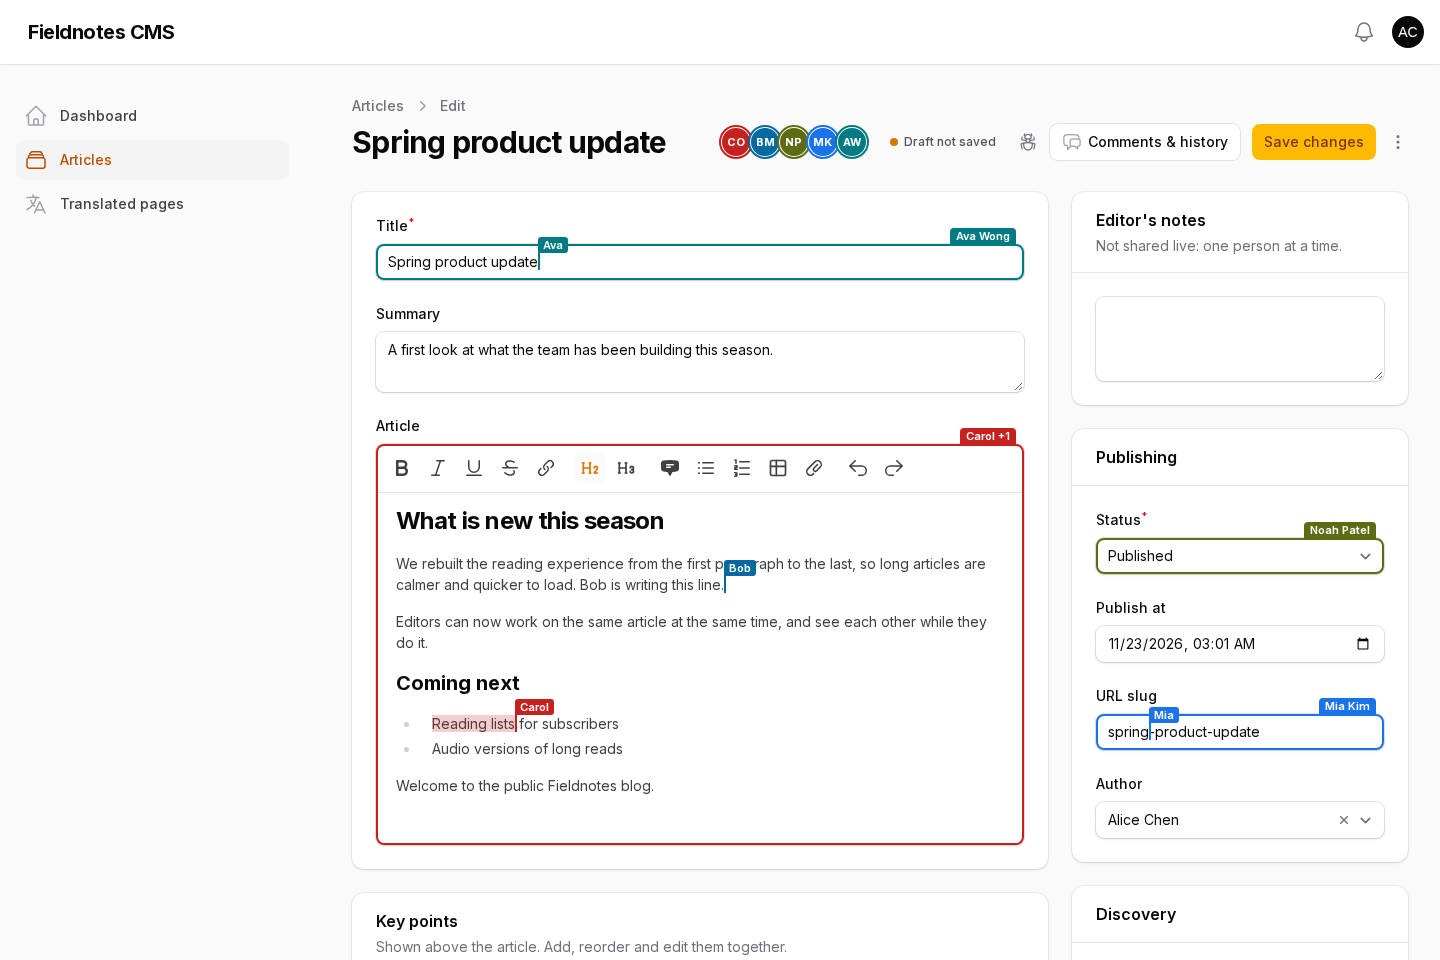 Fieldnotes CMS
AC
Dashboard
Articles
Translated pages
Articles
Edit
Spring product update
CO
BM
NP
MK
AW
Draft not saved
Comments & history
Save changes
Title*
Ava Wong
Ava
Spring product update
Summary
A first look at what the team has been building this season.
Article
Carol +1
H2
H3
What is new this season
We rebuilt the reading experience from the first p raph to the last, so long articles are
Bob
calmer and quicker to load. Bob is writing this line.
Editors can now work on the same article at the same time, and see each other while they
do it.
Coming next
Carol
Reading lists for subscribers
Audio versions of long reads
Welcome to the public Fieldnotes blog.
Key points
Shown above the article. Add, reorder and edit them together.
Editor's notes
Not shared live: one person at a time.
Publishing
Status*
Noah Patel
Published
Publish at
11/23/2026, 03:01 AM
URL slug
Mia Kim
Mia
spring-product-update
Author
Alice Chen
Discovery